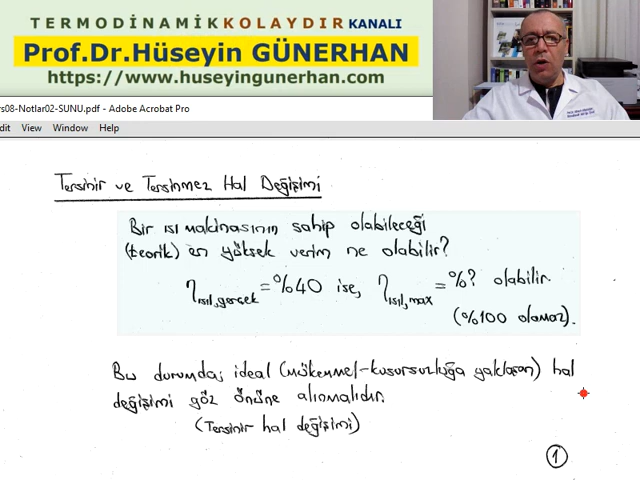 TERMODİNAMİKKOLAYDIR KANALI
Prof.Dr.Hüseyin GÜNERHAN
https://www.huseyingunerhan.com
rs08-Notlar02-SUNU.pdf - Adobe Acrobat Pro
dit View Window Help
Tersinir ve Tersinmez Hal Değişimi
Bir ısı makinasının sahip olabileceği
(teorik) en yüksek verim ne olabilir?
ηısıl,gerçek = %40 ise, ηısıl,max = %? olabilir.
(%100 olamaz).
Bu durumda; ideal (mükemmel-kusursuzluğa yaklaşan) hal
değişimi göz önüne alınmalıdır.
(Tersinir hal değişimi)
1